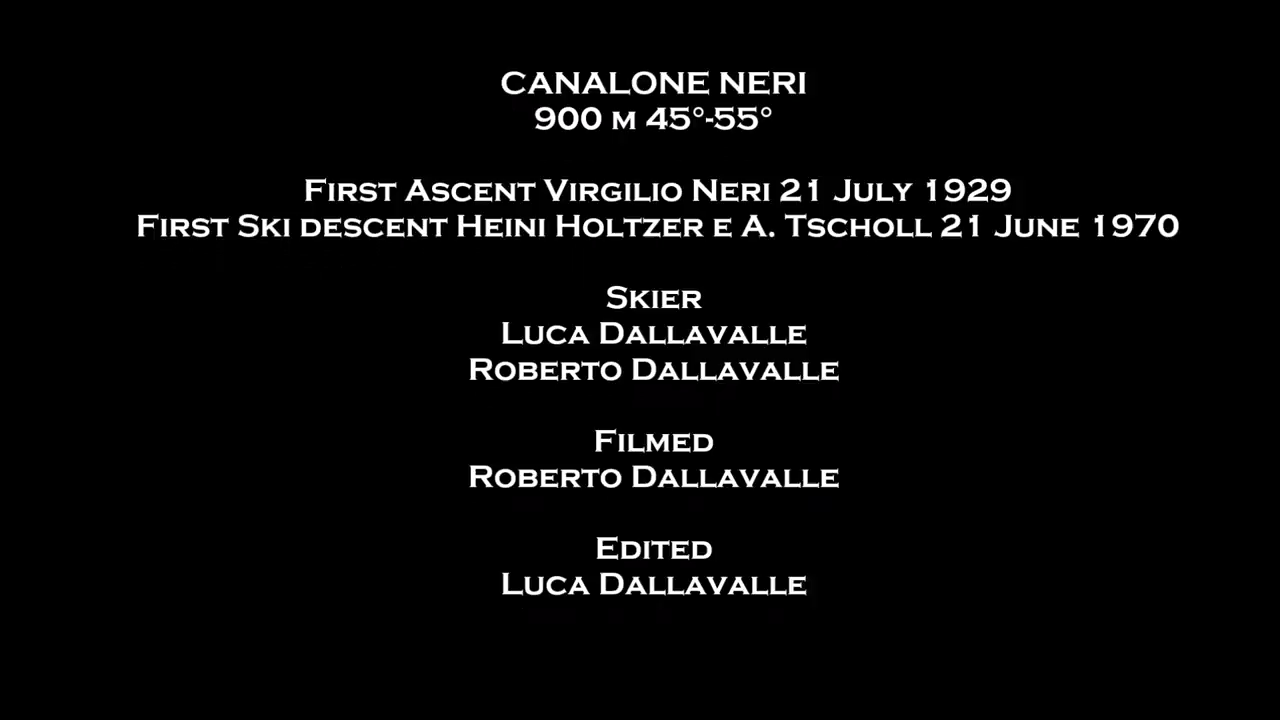 CANALONE NERI
900 M 45°-55°
FIRST ASCENT VIRGILIO NERI 21 JULY 1929
FIRST SKI DESCENT HEINI HOLTZER E A. TSCHOLL 21 JUNE 1970
SKIER
LUCA DALLAVALLE
ROBERTO DALLAVALLE
FILMED
ROBERTO DALLAVALLE
EDITED
LUCA DALLAVALLE